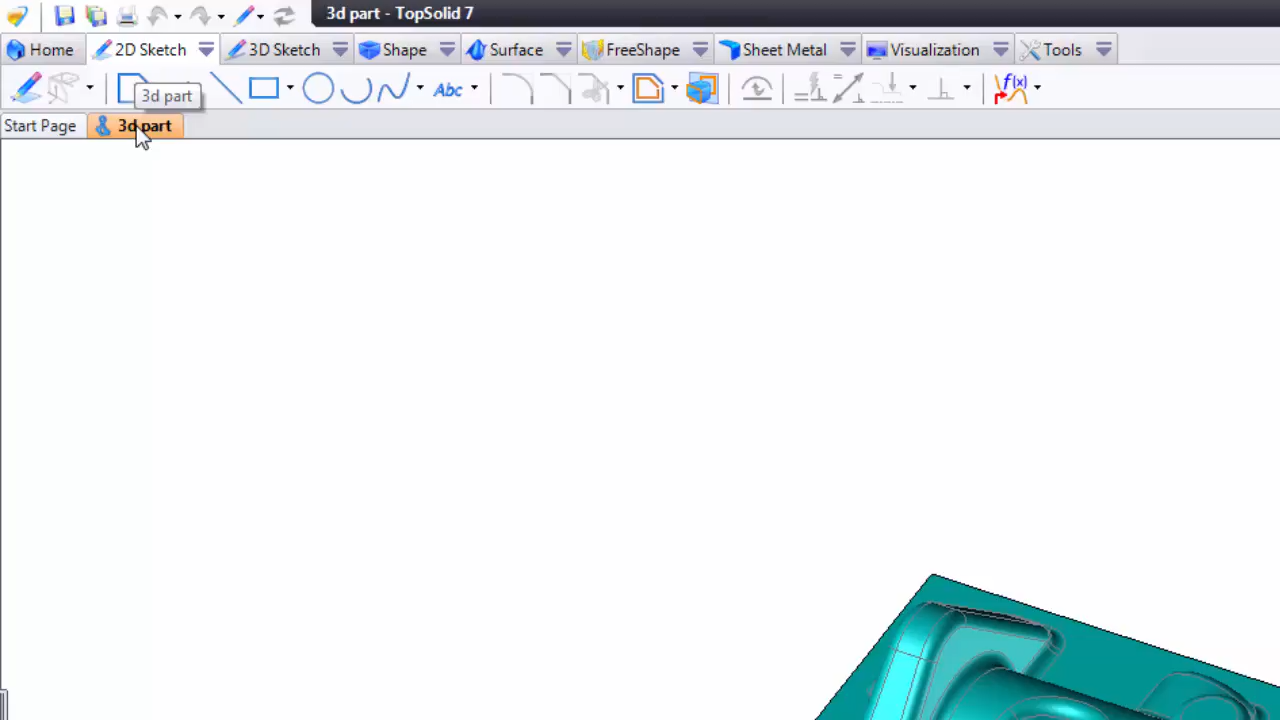 3d part - TopSolid 7
Home 2D Sketch 3D Sketch Shape Surface FreeShape Sheet Metal Visualization Tools
Abc f(x)
3d part
Start Page 3d part